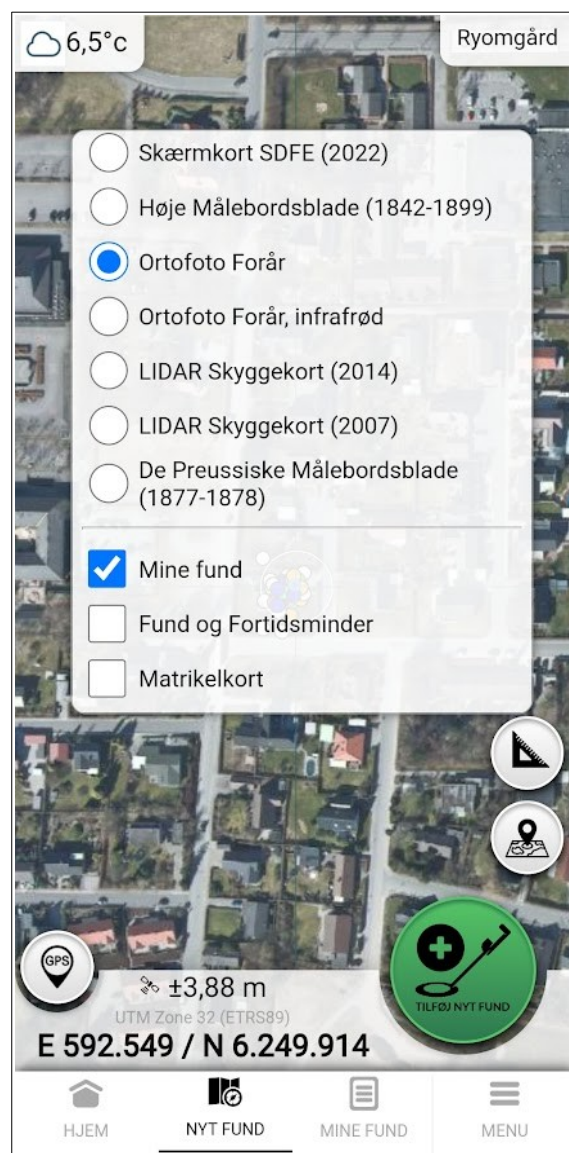 6,5°c
Ryomgård
Skærmkort SDFE (2022)
Høje Målebordsblade (1842-1899)
Ortofoto Forår
Ortofoto Forår, infrafrød
LIDAR Skyggekort (2014)
LIDAR Skyggekort (2007)
De Preussiske Målebordsblade
(1877-1878)
Mine fund
Fund og Fortidsminder
Matrikelkort
GPS
±3,88 m
UTM Zone 32 (ETRS89)
E 592.549 / N 6.249.914
TILFØJ NYT FUND
HJEM
NYT FUND
MINE FUND
MENU